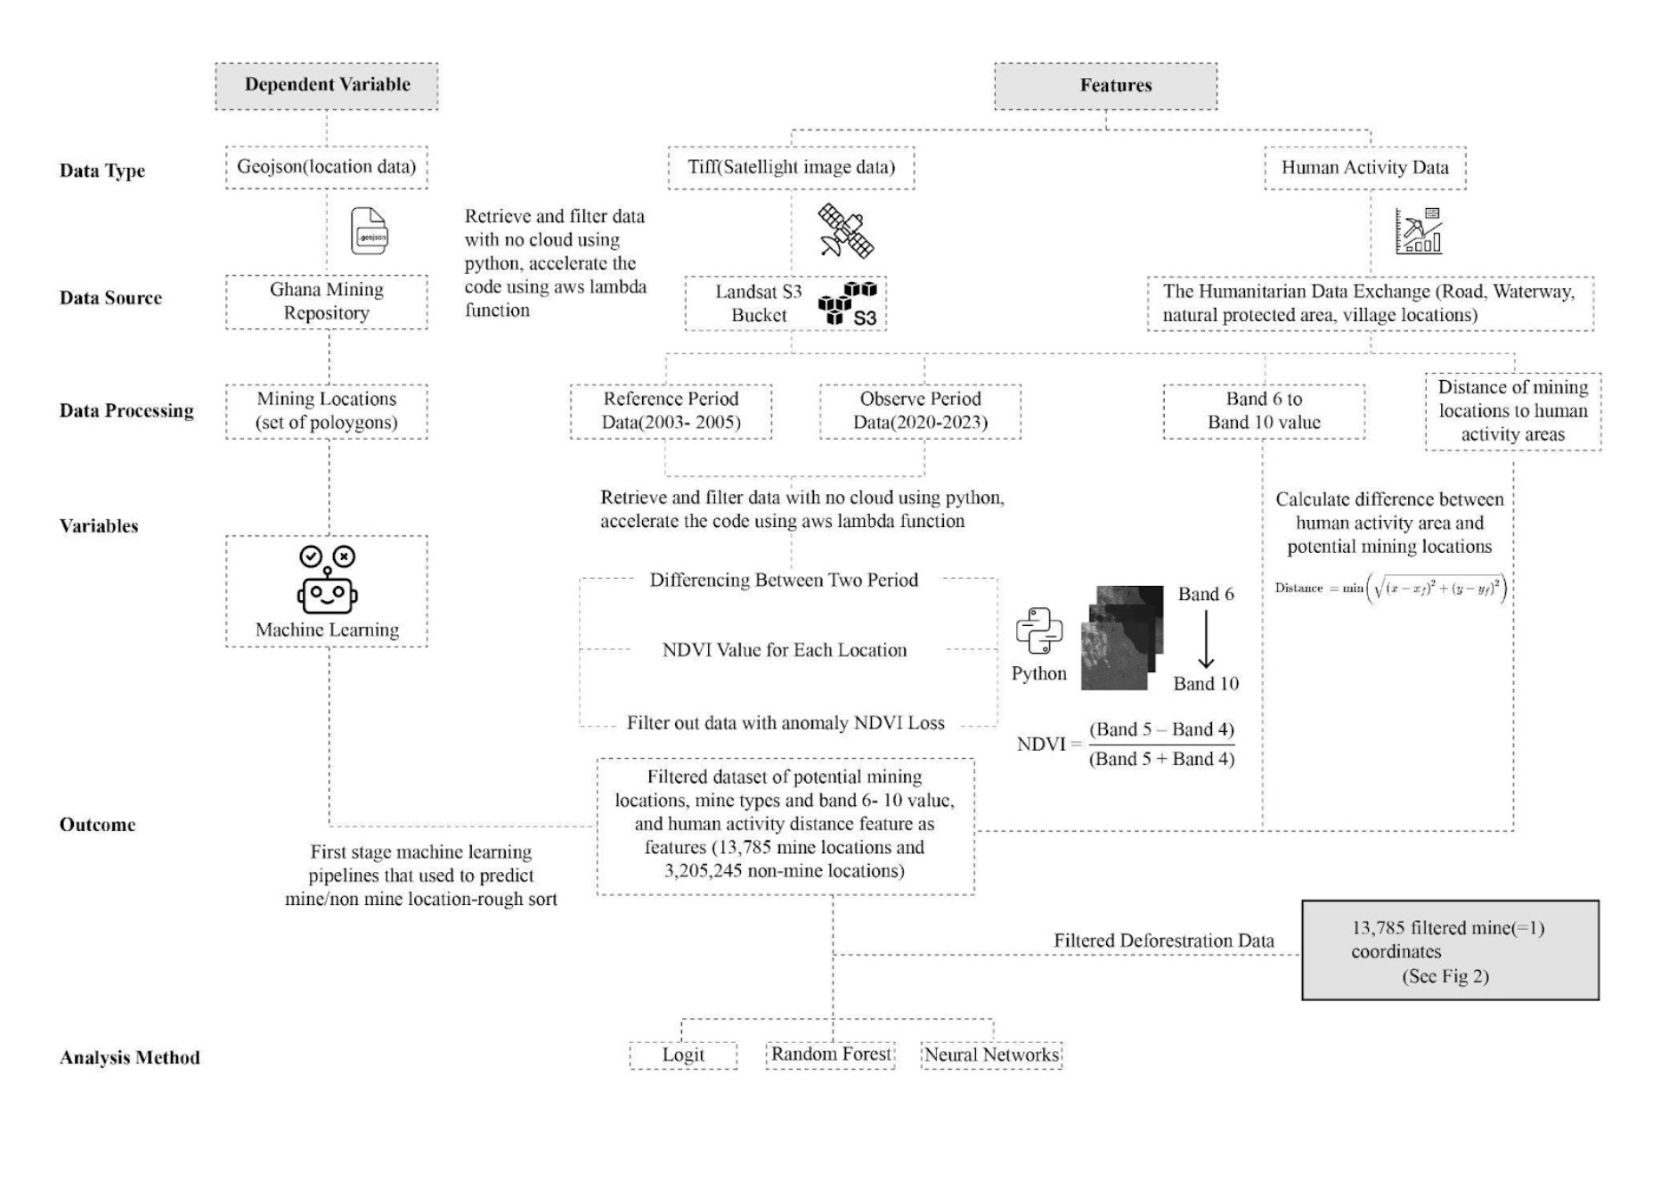 Dependent Variable
Features
Data Type
Geojson(location data)
Tiff(Satellight image data)
Human Activity Data
.geojson
Retrieve and filter data
with no cloud using
python, accelerate the
code using aws lambda
function
Data Source
Ghana Mining
Repository
Landsat S3
Bucket
S3
The Humanitarian Data Exchange (Road, Waterway,
natural protected area, village locations)
Data Processing
Mining Locations
(set of poloygons)
Reference Period
Data(2003- 2005)
Observe Period
Data(2020-2023)
Band 6 to
Band 10 value
Distance of mining
locations to human
activity areas
Variables
Retrieve and filter data with no cloud using python,
accelerate the code using aws lambda function
Calculate difference between
human activity area and
potential mining locations
Distance = min(√(x − x_f)² + (y − y_f)²)
Machine Learning
Differencing Between Two Period
NDVI Value for Each Location
Filter out data with anomaly NDVI Loss
Python
Band 6
Band 10
NDVI = (Band 5 – Band 4)
(Band 5 + Band 4)
Outcome
First stage machine learning
pipelines that used to predict
mine/non mine location-rough sort
Filtered dataset of potential mining
locations, mine types and band 6- 10 value,
and human activity distance feature as
features (13,785 mine locations and
3,205,245 non-mine locations)
Filtered Deforestration Data
13,785 filtered mine(=1)
coordinates
(See Fig 2)
Analysis Method
Logit
Random Forest
Neural Networks